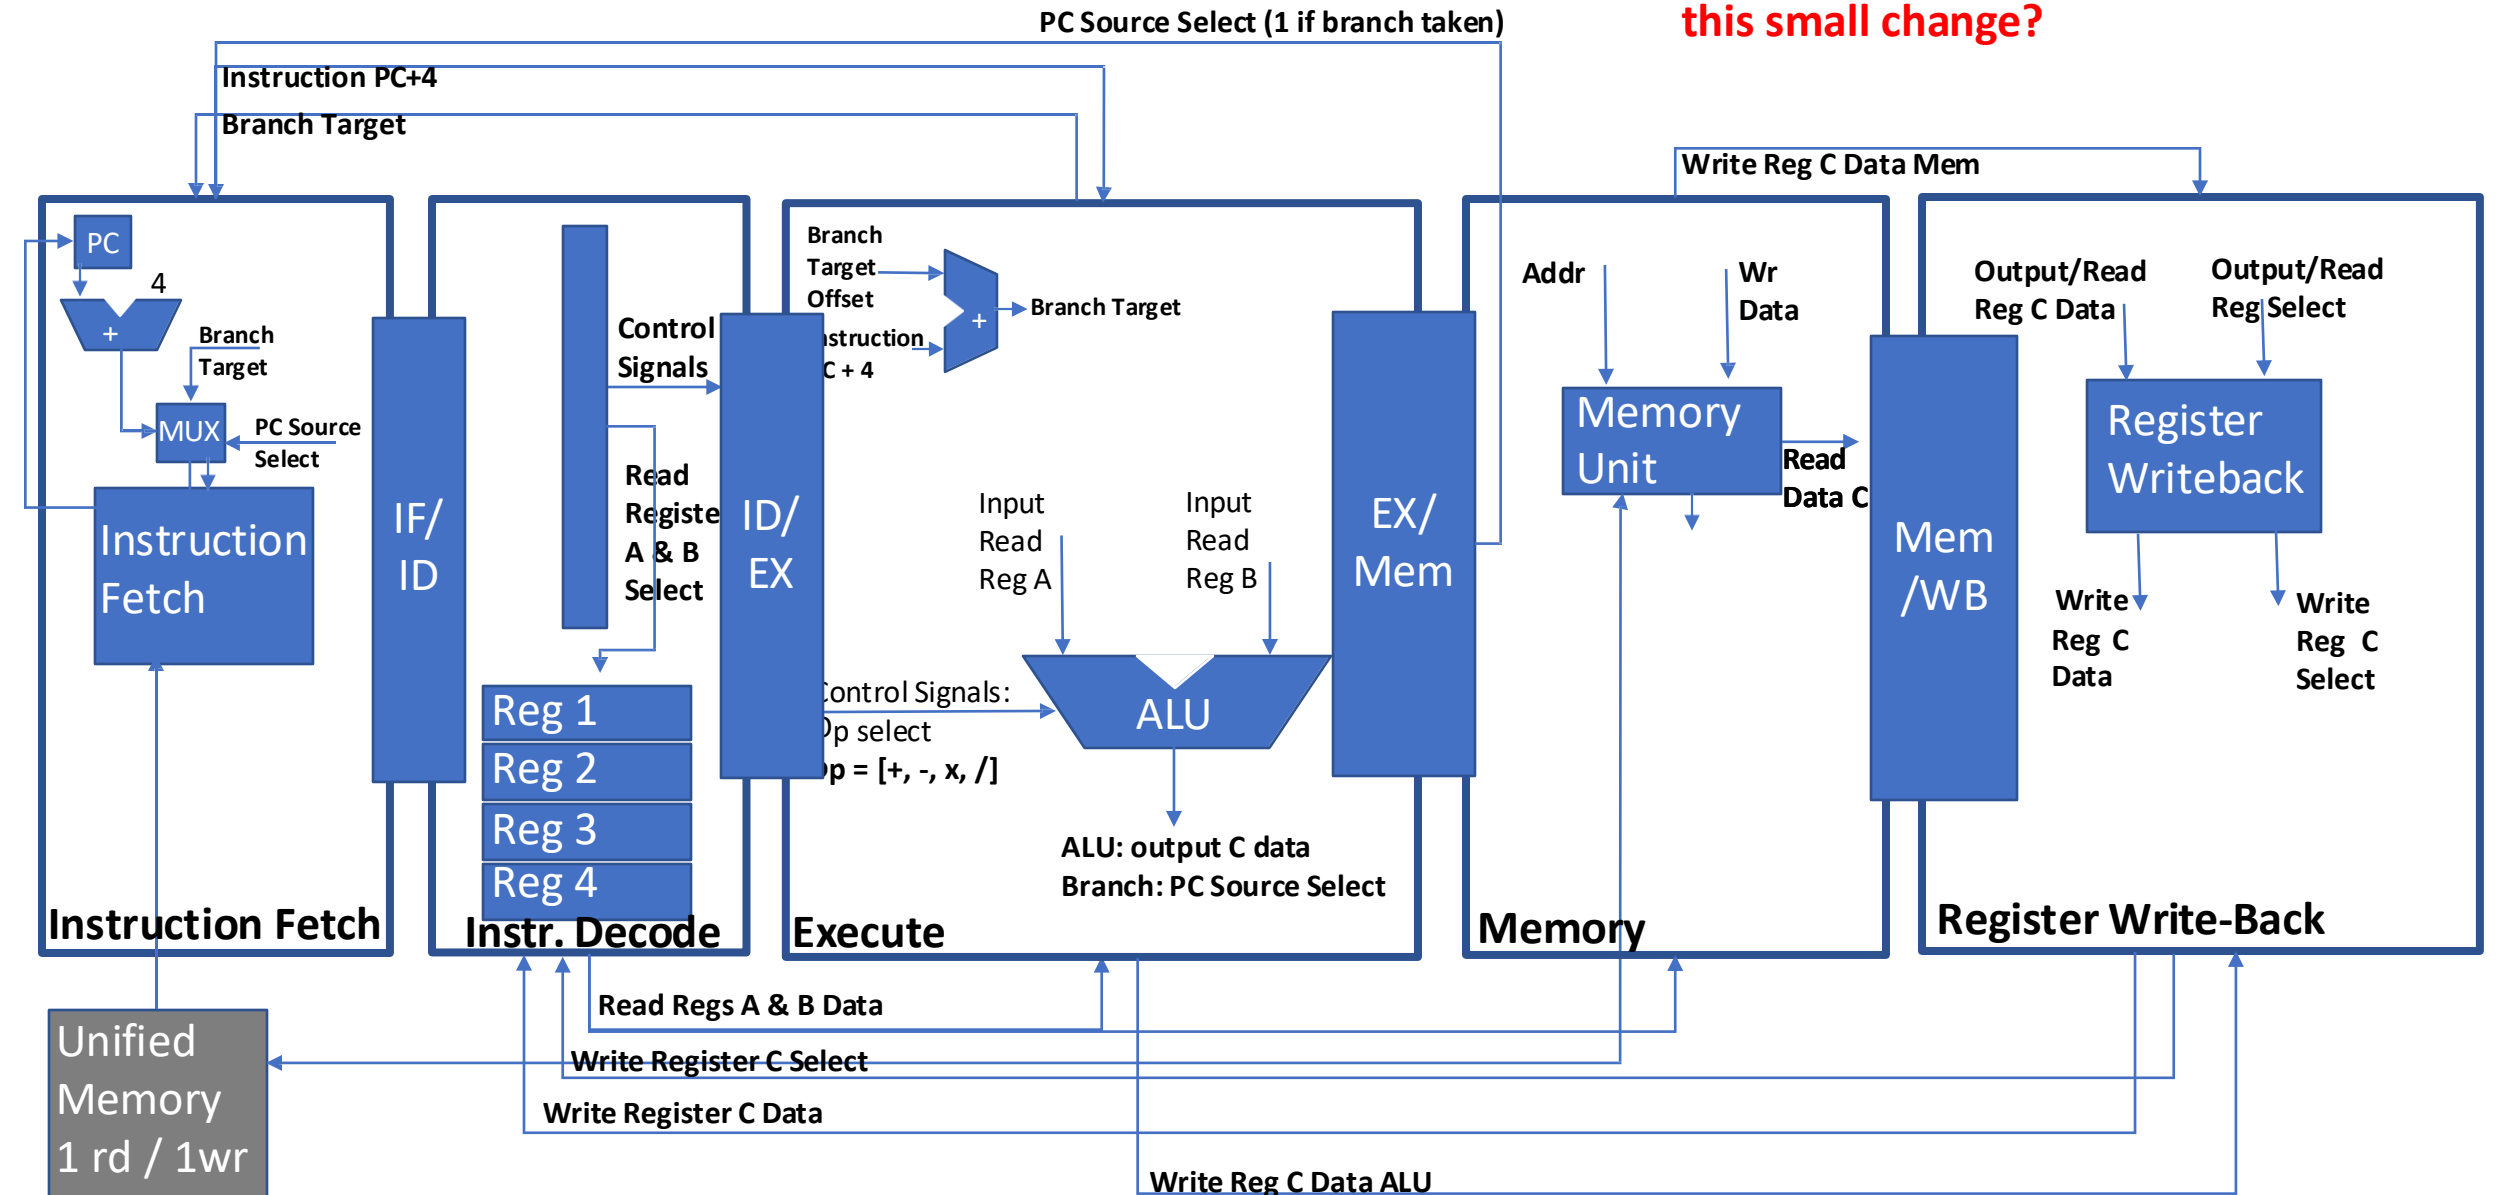 PC Source Select (1 if branch taken)
this small change?
Instruction PC+4
Branch Target
Write Reg C Data Mem
PC
4
+
Branch
Target
MUX
PC Source
Select
Instruction
Fetch
Instruction Fetch
IF/
ID
Control
Signals
Read
Registe
A & B
Select
Reg 1
Reg 2
Reg 3
Reg 4
Instr. Decode
ID/
EX
Branch
Target
Offset
nstruction
C + 4
+
Branch Target
Input
Read
Reg A
Input
Read
Reg B
Control Signals:
Op select
Op = [+, -, x, /]
ALU
ALU: output C data
Branch: PC Source Select
Execute
EX/
Mem
Addr
Wr
Data
Memory
Unit
Read
Data C
Memory
Mem
/WB
Output/Read
Reg C Data
Output/Read
Reg Select
Register
Writeback
Write
Reg C
Data
Write
Reg C
Select
Register Write-Back
Read Regs A & B Data
Write Register C Select
Write Register C Data
Write Reg C Data ALU
Unified
Memory
1 rd / 1wr